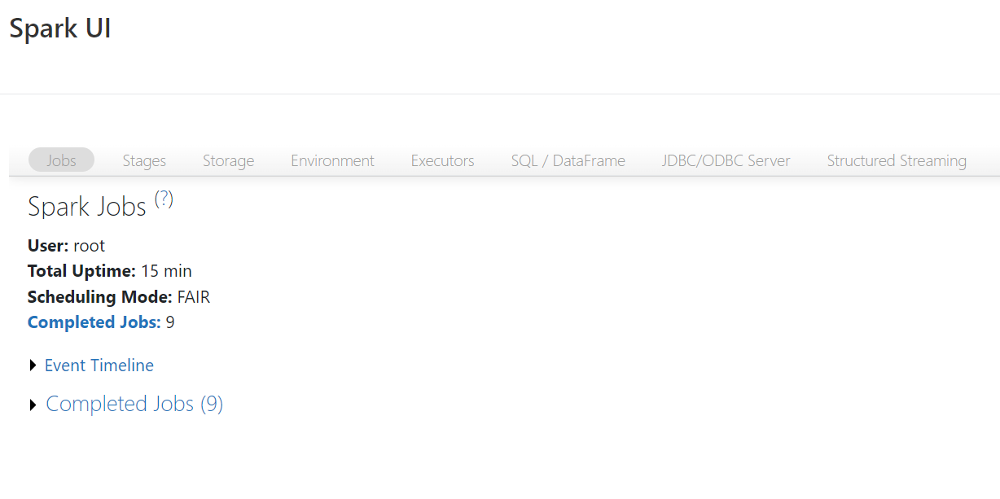 Spark UI
Jobs Stages Storage Environment Executors SQL / DataFrame JDBC/ODBC Server Structured Streaming
Spark Jobs (?)
User: root
Total Uptime: 15 min
Scheduling Mode: FAIR
Completed Jobs: 9
Event Timeline
Completed Jobs (9)